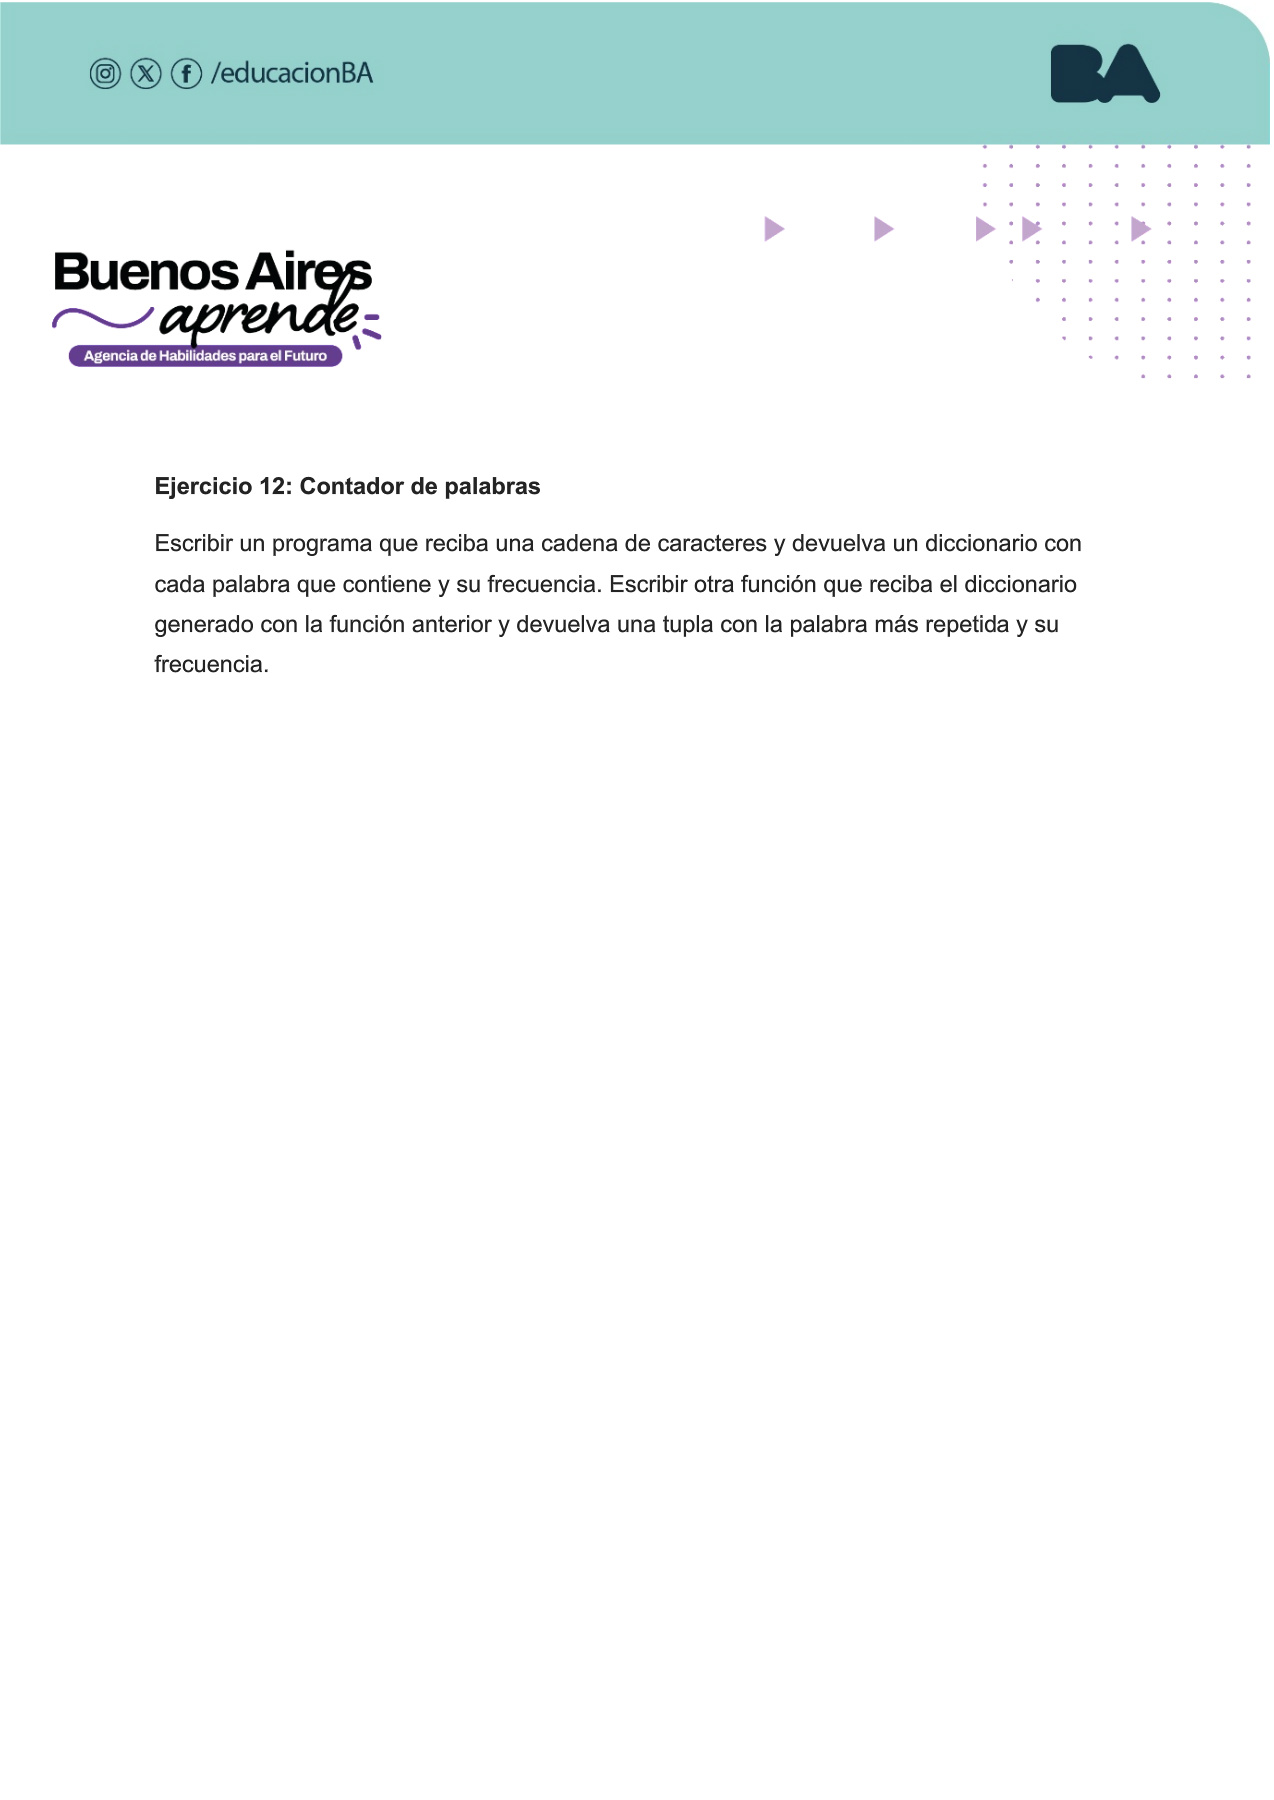 /educacionBA
BA
Buenos Aires
aprende
Agencia de Habilidades para el Futuro
Ejercicio 12: Contador de palabras
Escribir un programa que reciba una cadena de caracteres y devuelva un diccionario con
cada palabra que contiene y su frecuencia. Escribir otra función que reciba el diccionario
generado con la función anterior y devuelva una tupla con la palabra más repetida y su
frecuencia.